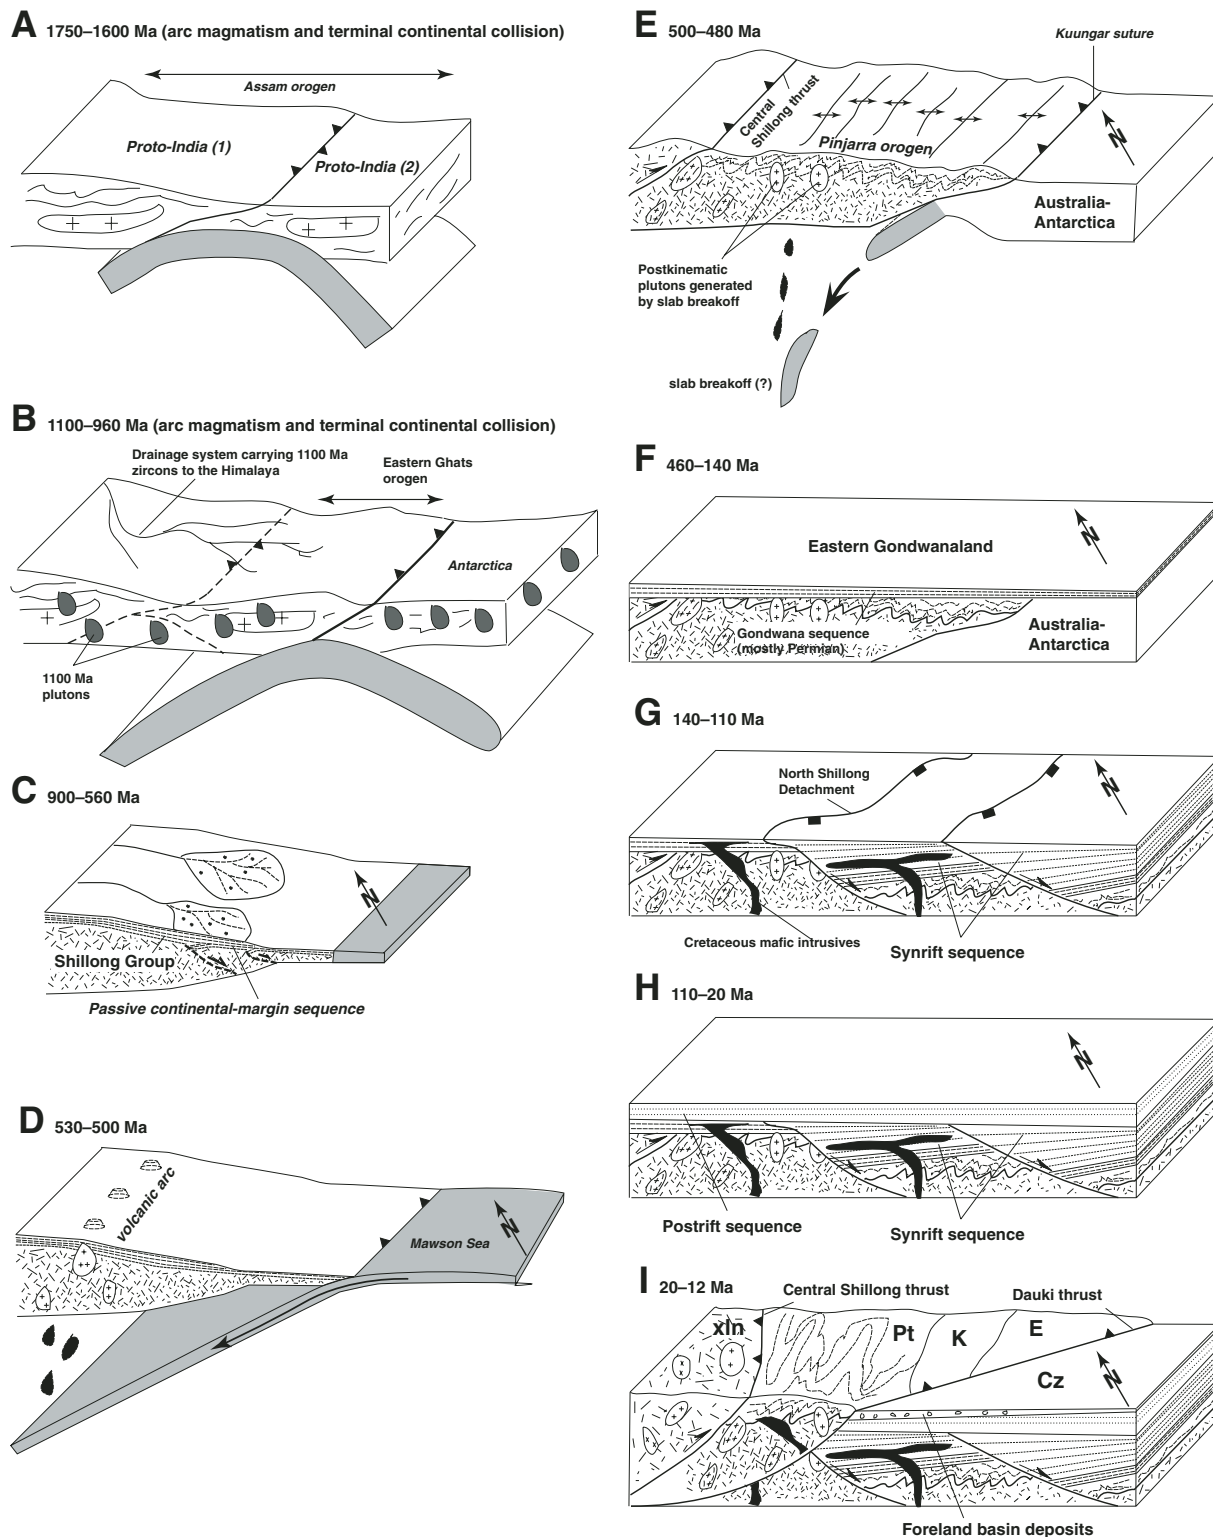 A 1750–1600 Ma (arc magmatism and terminal continental collision)
Assam orogen
Proto-India (1)
Proto-India (2)
B 1100–960 Ma (arc magmatism and terminal continental collision)
Drainage system carrying 1100 Ma
zircons to the Himalaya
Eastern Ghats
orogen
Antarctica
1100 Ma
plutons
C 900–560 Ma
N
Shillong Group
Passive continental-margin sequence
D 530–500 Ma
volcanic arc
N
Mawson Sea
E 500–480 Ma
Kuungar suture
Central
Shillong thrust
Pinjarra orogen
N
Australia-
Antarctica
Postkinematic
plutons generated
by slab breakoff
slab breakoff (?)
F 460–140 Ma
N
Eastern Gondwanaland
Gondwana sequence
(mostly Permian)
Australia-
Antarctica
G 140–110 Ma
North Shillong
Detachment
N
Cretaceous mafic intrusives
Synrift sequence
H 110–20 Ma
N
Postrift sequence
Synrift sequence
I 20–12 Ma
Central Shillong thrust
Dauki thrust
xln
Pt
K
E
Cz
N
Foreland basin deposits